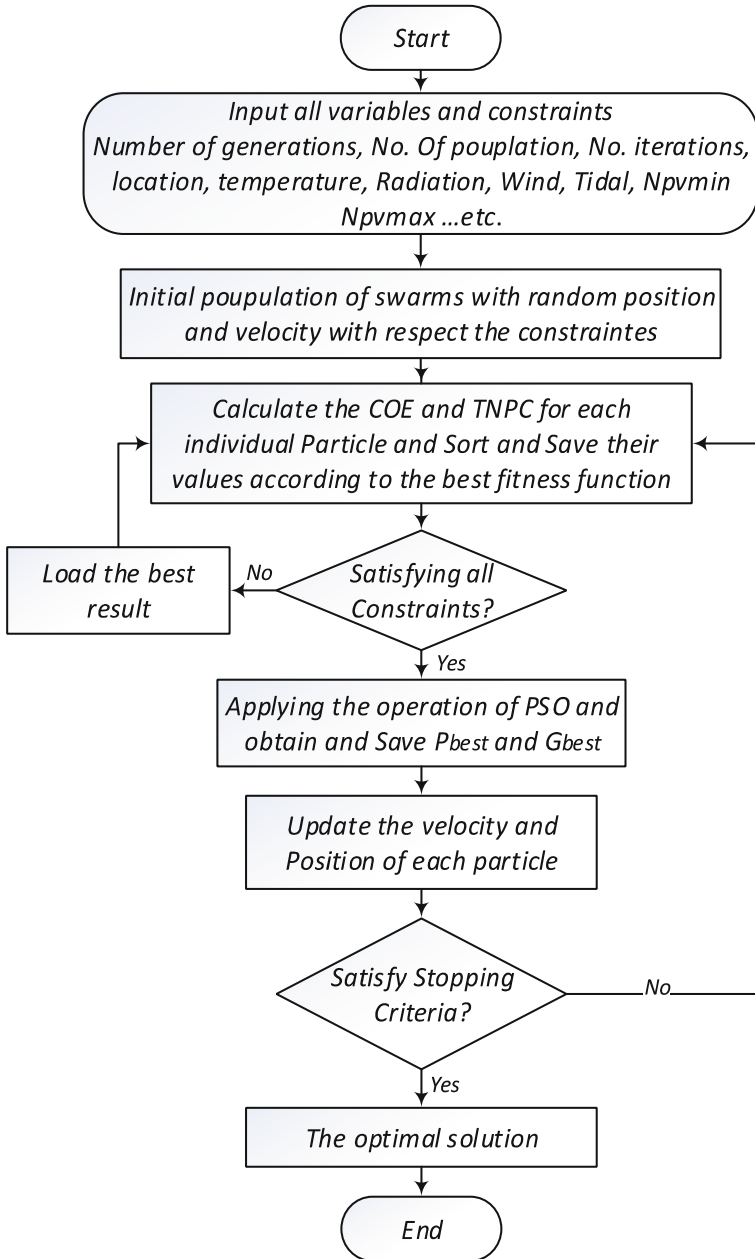 Start
Input all variables and constraints
Number of generations, No. Of pouplation, No. iterations,
location, temperature, Radiation, Wind, Tidal, Npvmin
Npvmax ...etc.
Initial poupulation of swarms with random position
and velocity with respect the constraintes
Calculate the COE and TNPC for each
individual Particle and Sort and Save their
values according to the best fitness function
Load the best
result
No
Satisfying all
Constraints?
Yes
Applying the operation of PSO and
obtain and Save Pbest and Gbest
Update the velocity and
Position of each particle
Satisfy Stopping
Criteria?
No
Yes
The optimal solution
End